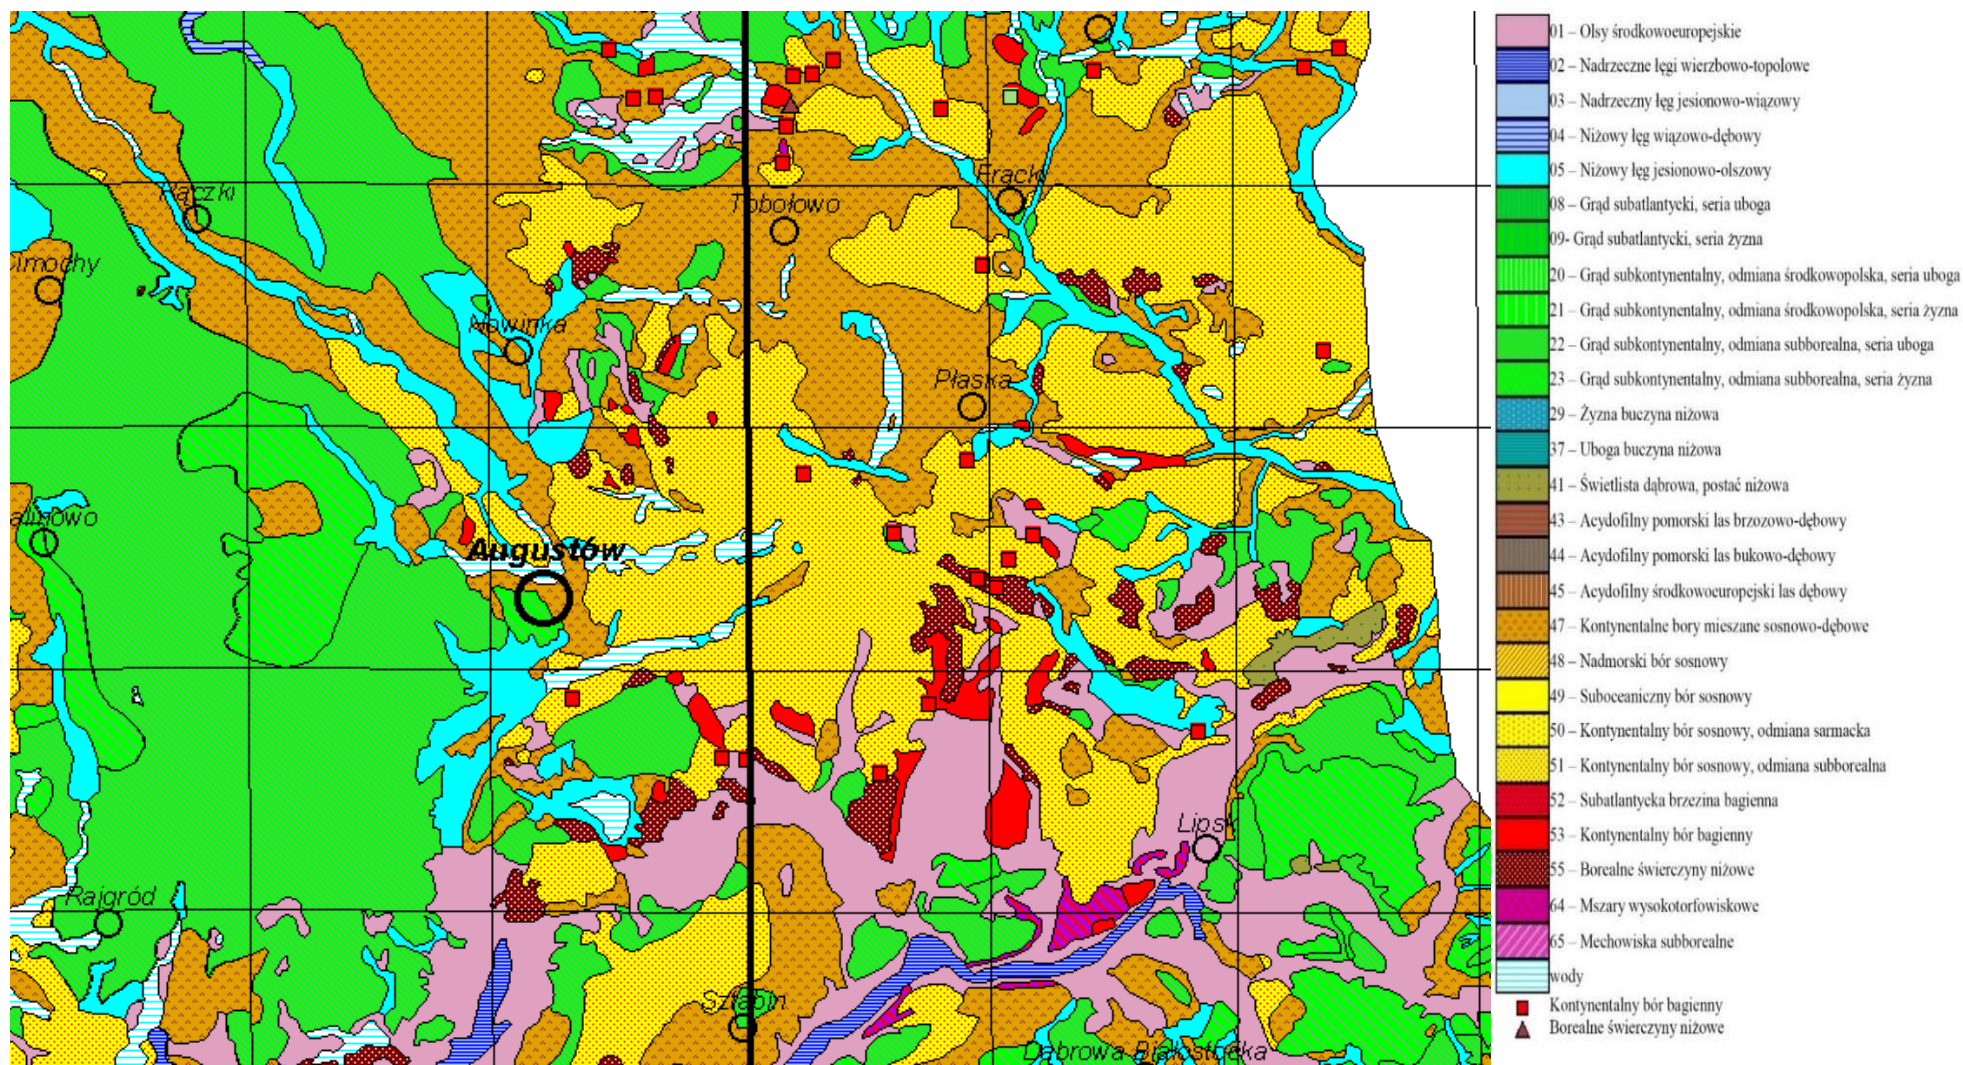 Frącki
Rączki
Tobołowo
Cimochy
Nowinka
Płaska
Kalinowo
Augustów
Lipsk
Rajgród
Sztabin
Dąbrowa Białostocka
01 – Olsy środkowoeuropejskie
02 – Nadrzeczne łęgi wierzbowo-topolowe
03 – Nadrzeczny łęg jesionowo-wiązowy
04 – Niżowy łęg wiązowo-dębowy
05 – Niżowy łęg jesionowo-olszowy
08 – Grąd subatlantycki, seria uboga
09- Grąd subatlantycki, seria żyzna
20 – Grąd subkontynentalny, odmiana środkowopolska, seria uboga
21 – Grąd subkontynentalny, odmiana środkowopolska, seria żyzna
22 – Grąd subkontynentalny, odmiana subborealna, seria uboga
23 – Grąd subkontynentalny, odmiana subborealna, seria żyzna
29 – Żyzna buczyna niżowa
37 – Uboga buczyna niżowa
41 – Świetlista dąbrowa, postać niżowa
43 – Acydofilny pomorski las brzozowo-dębowy
44 – Acydofilny pomorski las bukowo-dębowy
45 – Acydofilny środkowoeuropejski las dębowy
47 – Kontynentalne bory mieszane sosnowo-dębowe
48 – Nadmorski bór sosnowy
49 – Suboceaniczny bór sosnowy
50 – Kontynentalny bór sosnowy, odmiana sarmacka
51 – Kontynentalny bór sosnowy, odmiana subborealna
52 – Subatlantycka brzezina bagienna
53 – Kontynentalny bór bagienny
55 – Borealne świerczyny niżowe
64 – Mszary wysokotorfowiskowe
65 – Mechowiska subborealne
wody
Kontynentalny bór bagienny
Borealne świerczyny niżowe